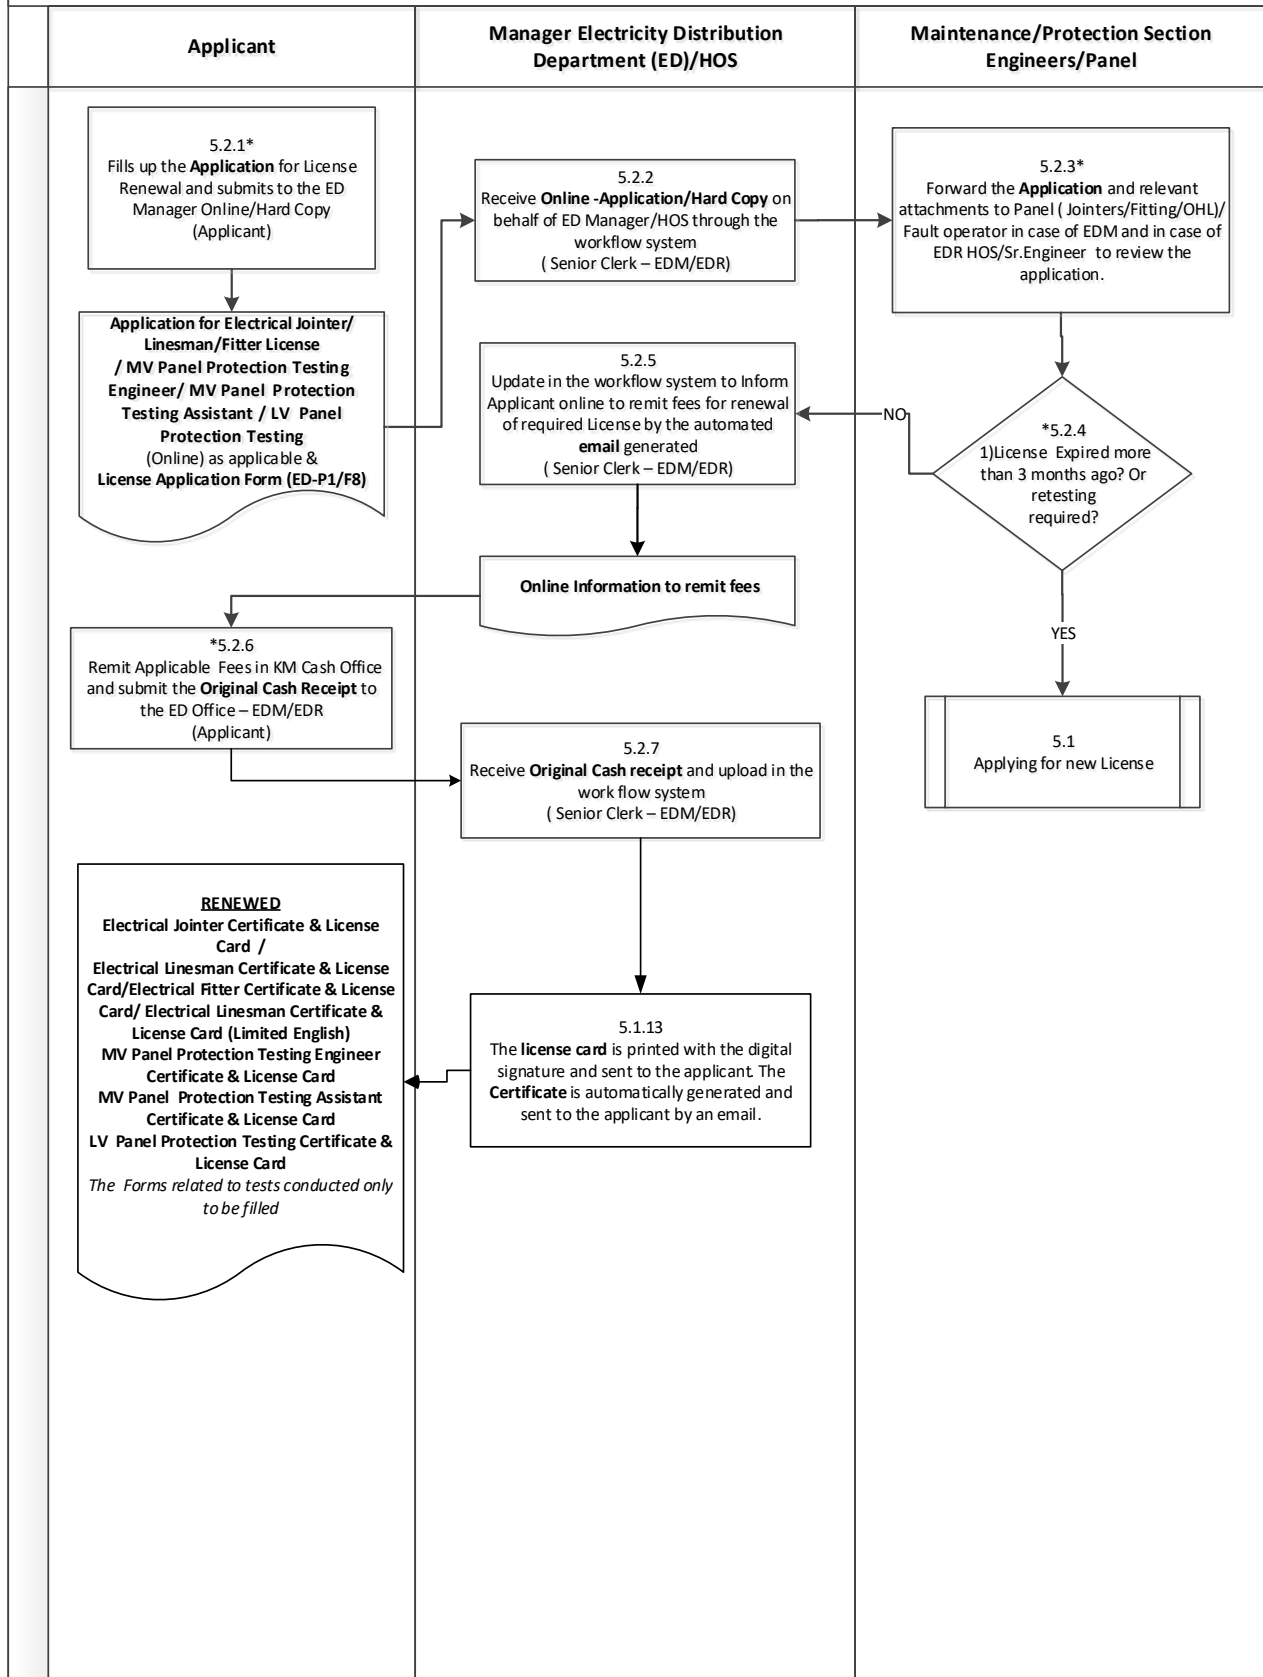 Applicant
Manager Electricity Distribution
Department (ED)/HOS
Maintenance/Protection Section
Engineers/Panel
5.2.1*
Fills up the Application for License
Renewal and submits to the ED
Manager Online/Hard Copy
(Applicant)
5.2.2
Receive Online -Application/Hard Copy on
behalf of ED Manager/HOS through the
workflow system
( Senior Clerk – EDM/EDR)
5.2.3*
Forward the Application and relevant
attachments to Panel ( Jointers/Fitting/OHL)/
Fault operator in case of EDM and in case of
EDR HOS/Sr.Engineer to review the
application.
Application for Electrical Jointer/
Linesman/Fitter License
/ MV Panel Protection Testing
Engineer/ MV Panel Protection
Testing Assistant / LV Panel
Protection Testing
(Online) as applicable &
License Application Form (ED-P1/F8)
5.2.5
Update in the workflow system to Inform
Applicant online to remit fees for renewal
of required License by the automated
email generated
( Senior Clerk – EDM/EDR)
NO
*5.2.4
1)License Expired more
than 3 months ago? Or
retesting
required?
Online Information to remit fees
YES
*5.2.6
Remit Applicable Fees in KM Cash Office
and submit the Original Cash Receipt to
the ED Office – EDM/EDR
(Applicant)
5.2.7
Receive Original Cash receipt and upload in the
work flow system
( Senior Clerk – EDM/EDR)
5.1
Applying for new License
RENEWED
Electrical Jointer Certificate & License
Card /
Electrical Linesman Certificate & License
Card/Electrical Fitter Certificate & License
Card/ Electrical Linesman Certificate &
License Card (Limited English)
MV Panel Protection Testing Engineer
Certificate & License Card
MV Panel Protection Testing Assistant
Certificate & License Card
LV Panel Protection Testing Certificate &
License Card
The Forms related to tests conducted only
to be filled
5.1.13
The license card is printed with the digital
signature and sent to the applicant. The
Certificate is automatically generated and
sent to the applicant by an email.